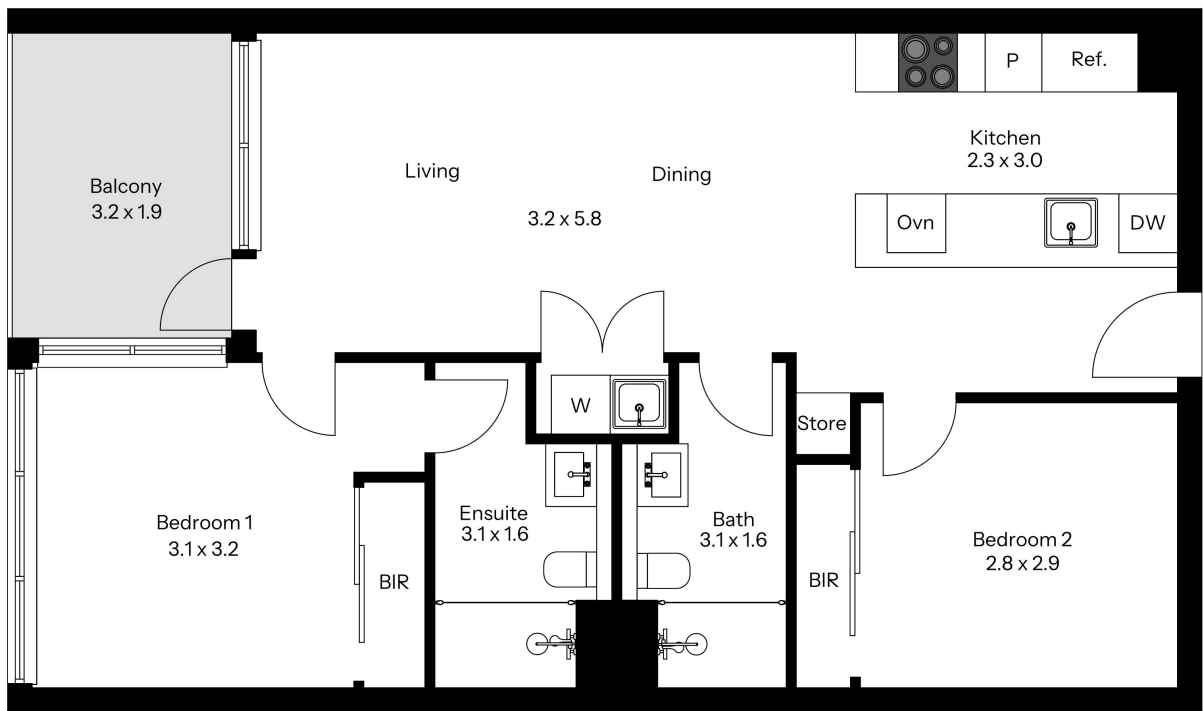 P
Ref.
Kitchen
2.3 x 3.0
Living
Dining
Balcony
3.2 x 1.9
3.2 x 5.8
Ovn
DW
W
Store
Ensuite
3.1 x 1.6
Bath
3.1 x 1.6
Bedroom 1
3.1 x 3.2
Bedroom 2
2.8 x 2.9
BIR
BIR